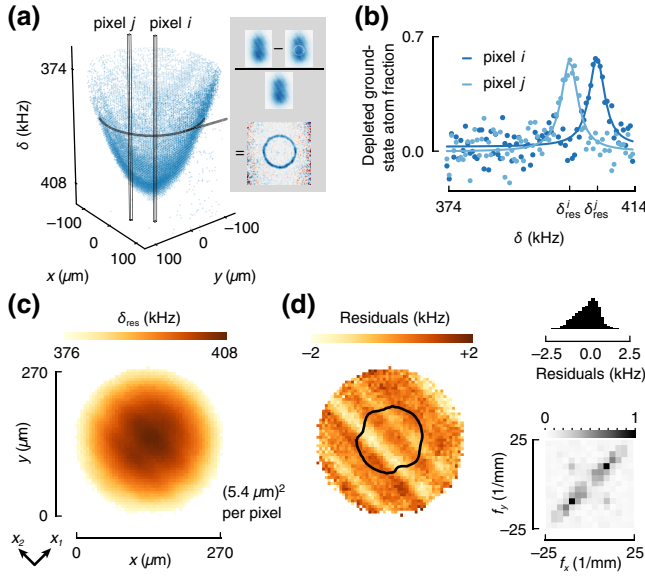 (a)
pixel j pixel i
374
δ (kHz)
408
−100
0
100
x (μm)
100
0
−100
y (μm)
−
=
(b)
0.7
pixel i
pixel j
Depleted ground-
state atom fraction
0.0
374
δ^i_res
δ^j_res
414
δ (kHz)
(c)
δ_res (kHz)
376
408
270
y (μm)
0
(5.4 μm)²
per pixel
x₂ x₁
0
x (μm)
270
(d)
Residuals (kHz)
−2
+2
−2.5
0.0
2.5
Residuals (kHz)
0
1
25
f_y (1/mm)
−25
−25
25
f_x (1/mm)